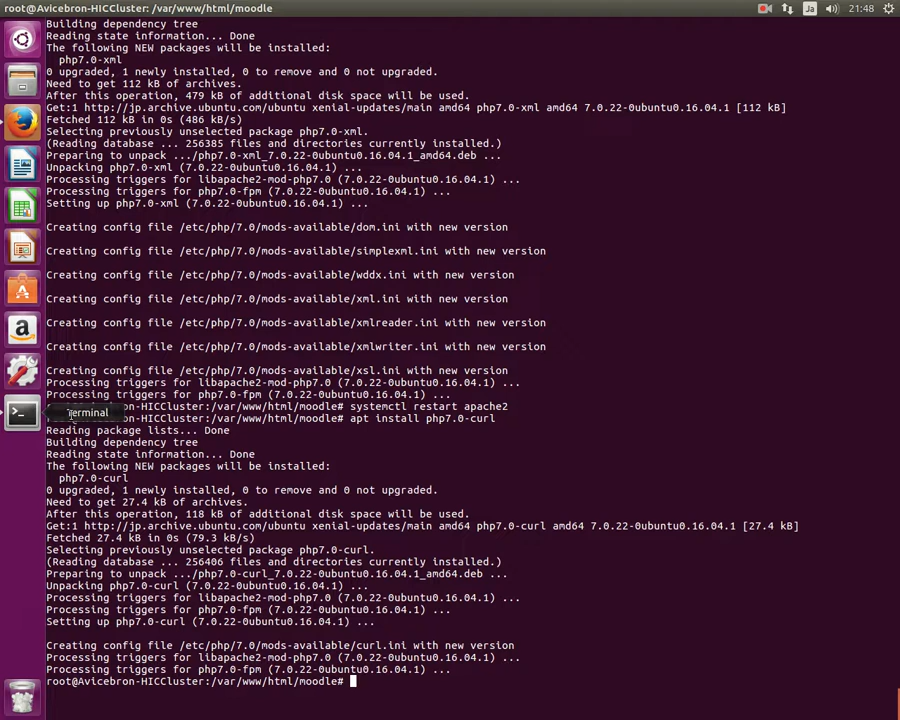 root@Avicebron-HICCluster: /var/www/html/moodle
Ja
21:48
Building dependency tree
Reading state information... Done
The following NEW packages will be installed:
php7.0-xml
0 upgraded, 1 newly installed, 0 to remove and 0 not upgraded.
Need to get 112 kB of archives.
After this operation, 479 kB of additional disk space will be used.
Get:1 http://jp.archive.ubuntu.com/ubuntu xenial-updates/main amd64 php7.0-xml amd64 7.0.22-0ubuntu0.16.04.1 [112 kB]
Fetched 112 kB in 0s (486 kB/s)
Selecting previously unselected package php7.0-xml.
(Reading database ... 256385 files and directories currently installed.)
Preparing to unpack .../php7.0-xml_7.0.22-0ubuntu0.16.04.1_amd64.deb ...
Unpacking php7.0-xml (7.0.22-0ubuntu0.16.04.1) ...
Processing triggers for libapache2-mod-php7.0 (7.0.22-0ubuntu0.16.04.1) ...
Processing triggers for php7.0-fpm (7.0.22-0ubuntu0.16.04.1) ...
Setting up php7.0-xml (7.0.22-0ubuntu0.16.04.1) ...
Creating config file /etc/php/7.0/mods-available/dom.ini with new version
Creating config file /etc/php/7.0/mods-available/simplexml.ini with new version
Creating config file /etc/php/7.0/mods-available/wddx.ini with new version
Creating config file /etc/php/7.0/mods-available/xml.ini with new version
Creating config file /etc/php/7.0/mods-available/xmlreader.ini with new version
Creating config file /etc/php/7.0/mods-available/xmlwriter.ini with new version
Creating config file /etc/php/7.0/mods-available/xsl.ini with new version
Processing triggers for libapache2-mod-php7.0 (7.0.22-0ubuntu0.16.04.1) ...
Processing triggers for php7.0-fpm (7.0.22-0ubuntu0.16.04.1) ...
bron-HICCluster:/var/www/html/moodle# systemctl restart apache2
Terminal
bron-HICCluster:/var/www/html/moodle# apt install php7.0-curl
Reading package lists... Done
Building dependency tree
Reading state information... Done
The following NEW packages will be installed:
php7.0-curl
0 upgraded, 1 newly installed, 0 to remove and 0 not upgraded.
Need to get 27.4 kB of archives.
After this operation, 118 kB of additional disk space will be used.
Get:1 http://jp.archive.ubuntu.com/ubuntu xenial-updates/main amd64 php7.0-curl amd64 7.0.22-0ubuntu0.16.04.1 [27.4 kB]
Fetched 27.4 kB in 0s (79.3 kB/s)
Selecting previously unselected package php7.0-curl.
(Reading database ... 256406 files and directories currently installed.)
Preparing to unpack .../php7.0-curl_7.0.22-0ubuntu0.16.04.1_amd64.deb ...
Unpacking php7.0-curl (7.0.22-0ubuntu0.16.04.1) ...
Processing triggers for libapache2-mod-php7.0 (7.0.22-0ubuntu0.16.04.1) ...
Processing triggers for php7.0-fpm (7.0.22-0ubuntu0.16.04.1) ...
Setting up php7.0-curl (7.0.22-0ubuntu0.16.04.1) ...
Creating config file /etc/php/7.0/mods-available/curl.ini with new version
Processing triggers for libapache2-mod-php7.0 (7.0.22-0ubuntu0.16.04.1) ...
Processing triggers for php7.0-fpm (7.0.22-0ubuntu0.16.04.1) ...
root@Avicebron-HICCluster:/var/www/html/moodle#